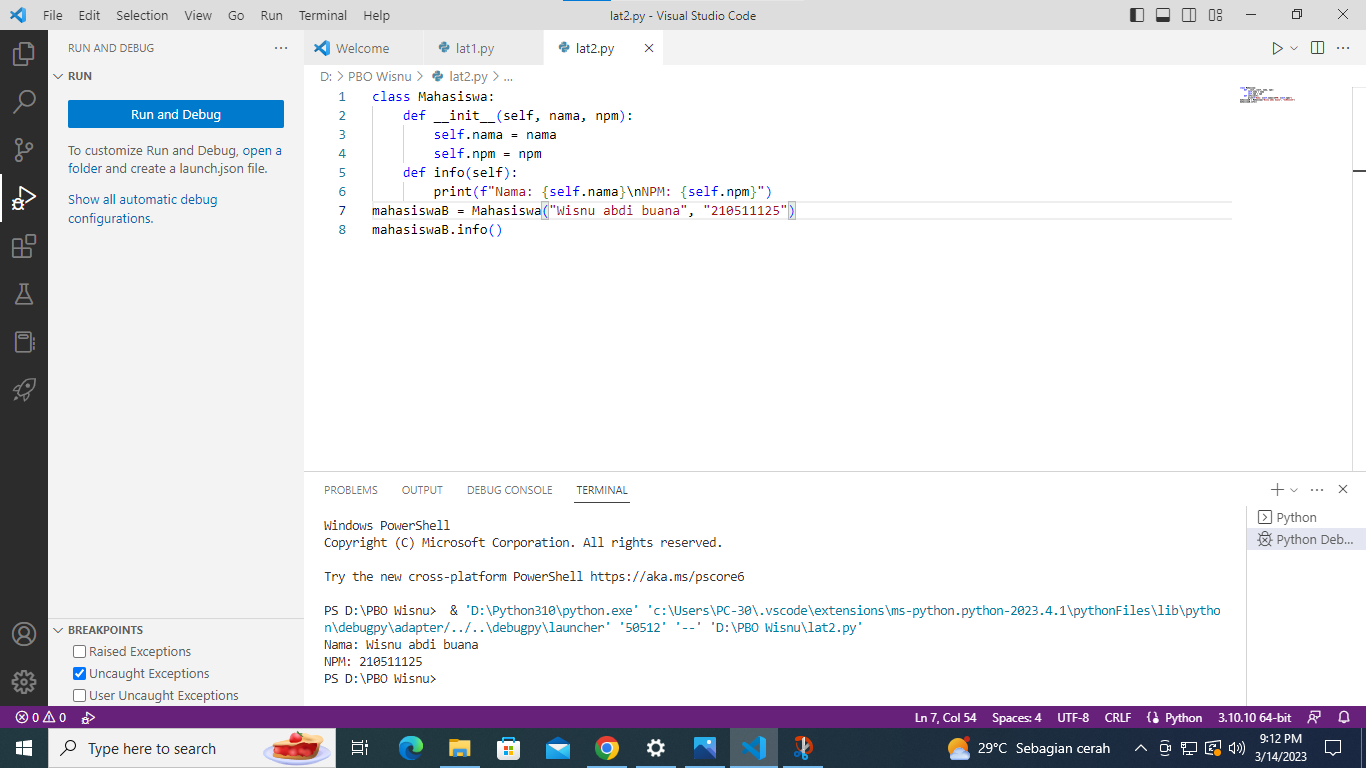 File Edit Selection View Go Run Terminal Help
lat2.py - Visual Studio Code
RUN AND DEBUG
RUN
Run and Debug
To customize Run and Debug, open a
folder and create a launch.json file.
Show all automatic debug
configurations.
BREAKPOINTS
Raised Exceptions
Uncaught Exceptions
User Uncaught Exceptions
Welcome lat1.py lat2.py
D: > PBO Wisnu > lat2.py > ...
1 class Mahasiswa:
2     def __init__(self, nama, npm):
3         self.nama = nama
4         self.npm = npm
5     def info(self):
6         print(f"Nama: {self.nama}\nNPM: {self.npm}")
7 mahasiswaB = Mahasiswa("Wisnu abdi buana", "210511125")
8 mahasiswaB.info()
PROBLEMS OUTPUT DEBUG CONSOLE TERMINAL
Windows PowerShell
Copyright (C) Microsoft Corporation. All rights reserved.
Try the new cross-platform PowerShell https://aka.ms/pscore6
PS D:\PBO Wisnu>  & 'D:\Python310\python.exe' 'c:\Users\PC-30\.vscode\extensions\ms-python.python-2023.4.1\pythonFiles\lib\pytho
n\debugpy\adapter/../..\debugpy\launcher' '50512' '--' 'D:\PBO Wisnu\lat2.py'
Nama: Wisnu abdi buana
NPM: 210511125
PS D:\PBO Wisnu>
Python
Python Deb...
0 0
Ln 7, Col 54 Spaces: 4 UTF-8 CRLF Python 3.10.10 64-bit
Type here to search
29°C Sebagian cerah
9:12 PM
3/14/2023